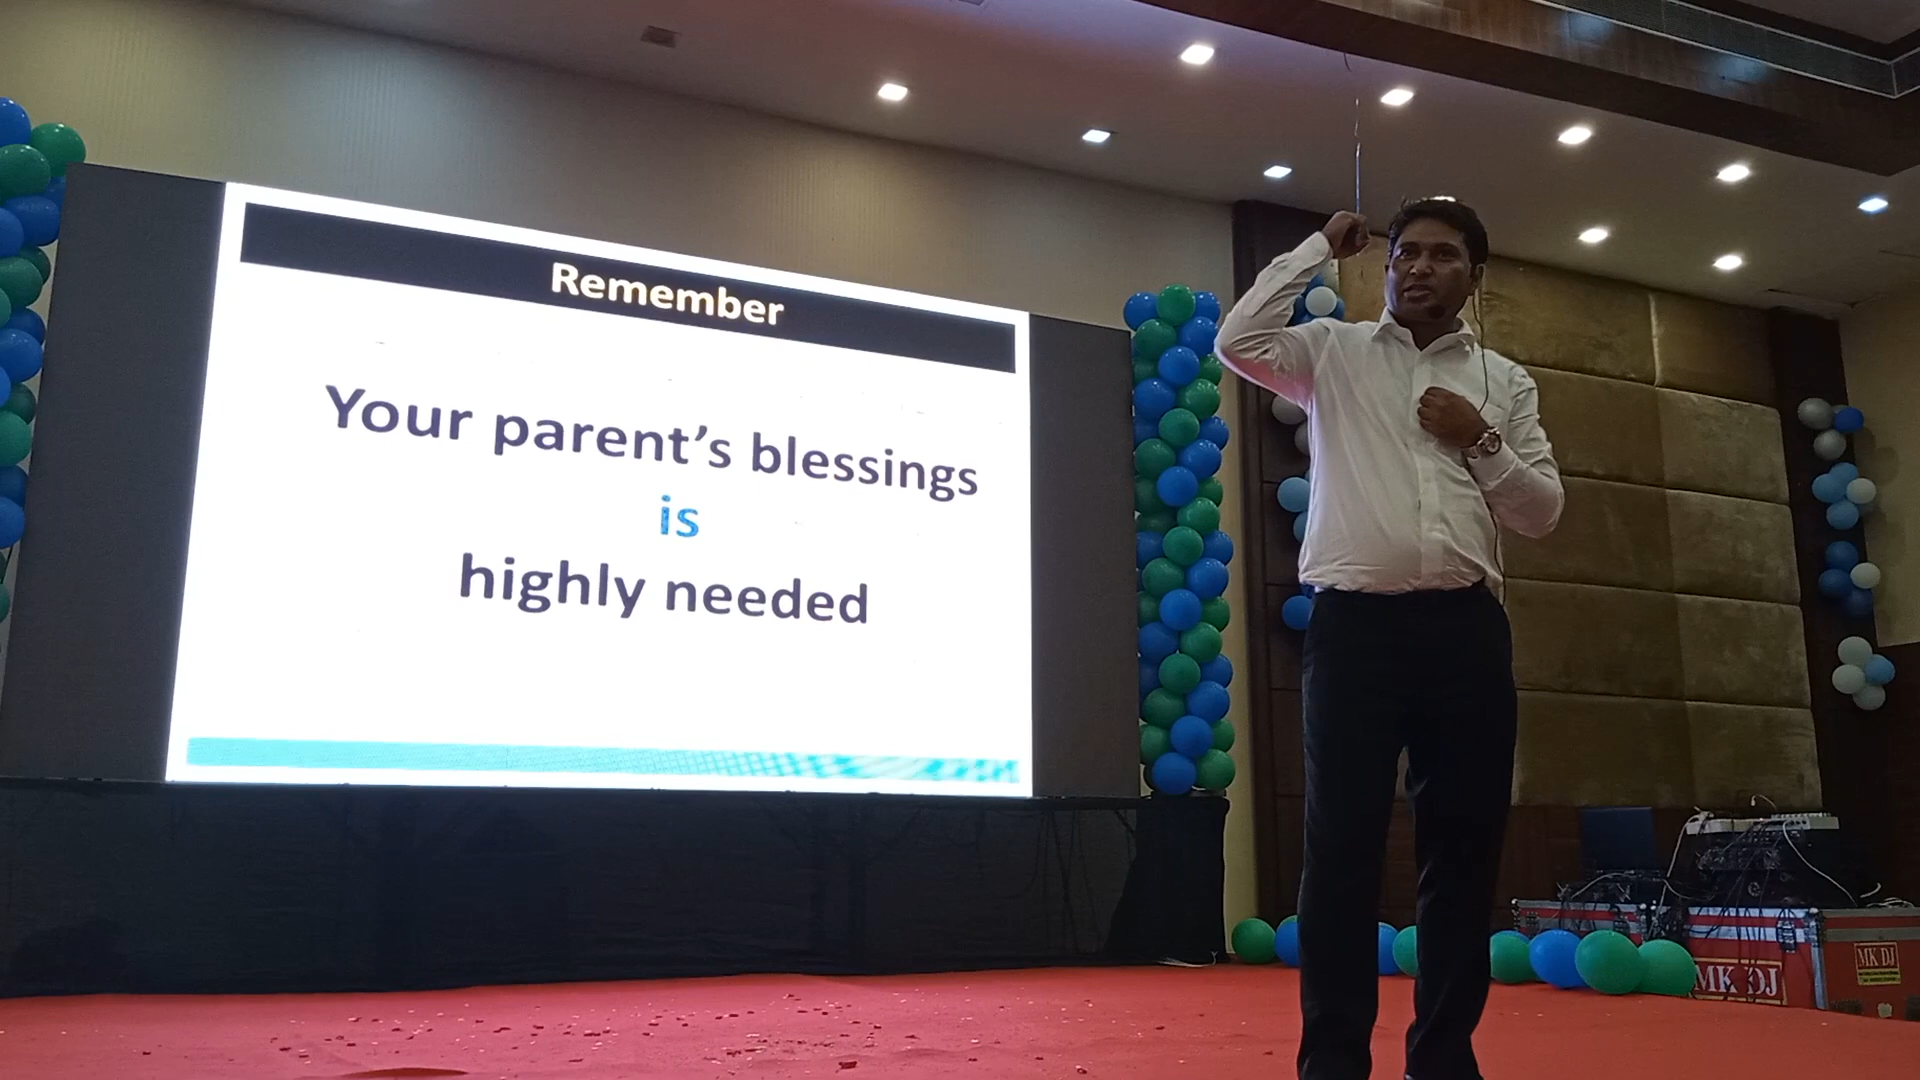 Remember
Your parent’s blessings
is
highly needed
MK DJ
MK DJ